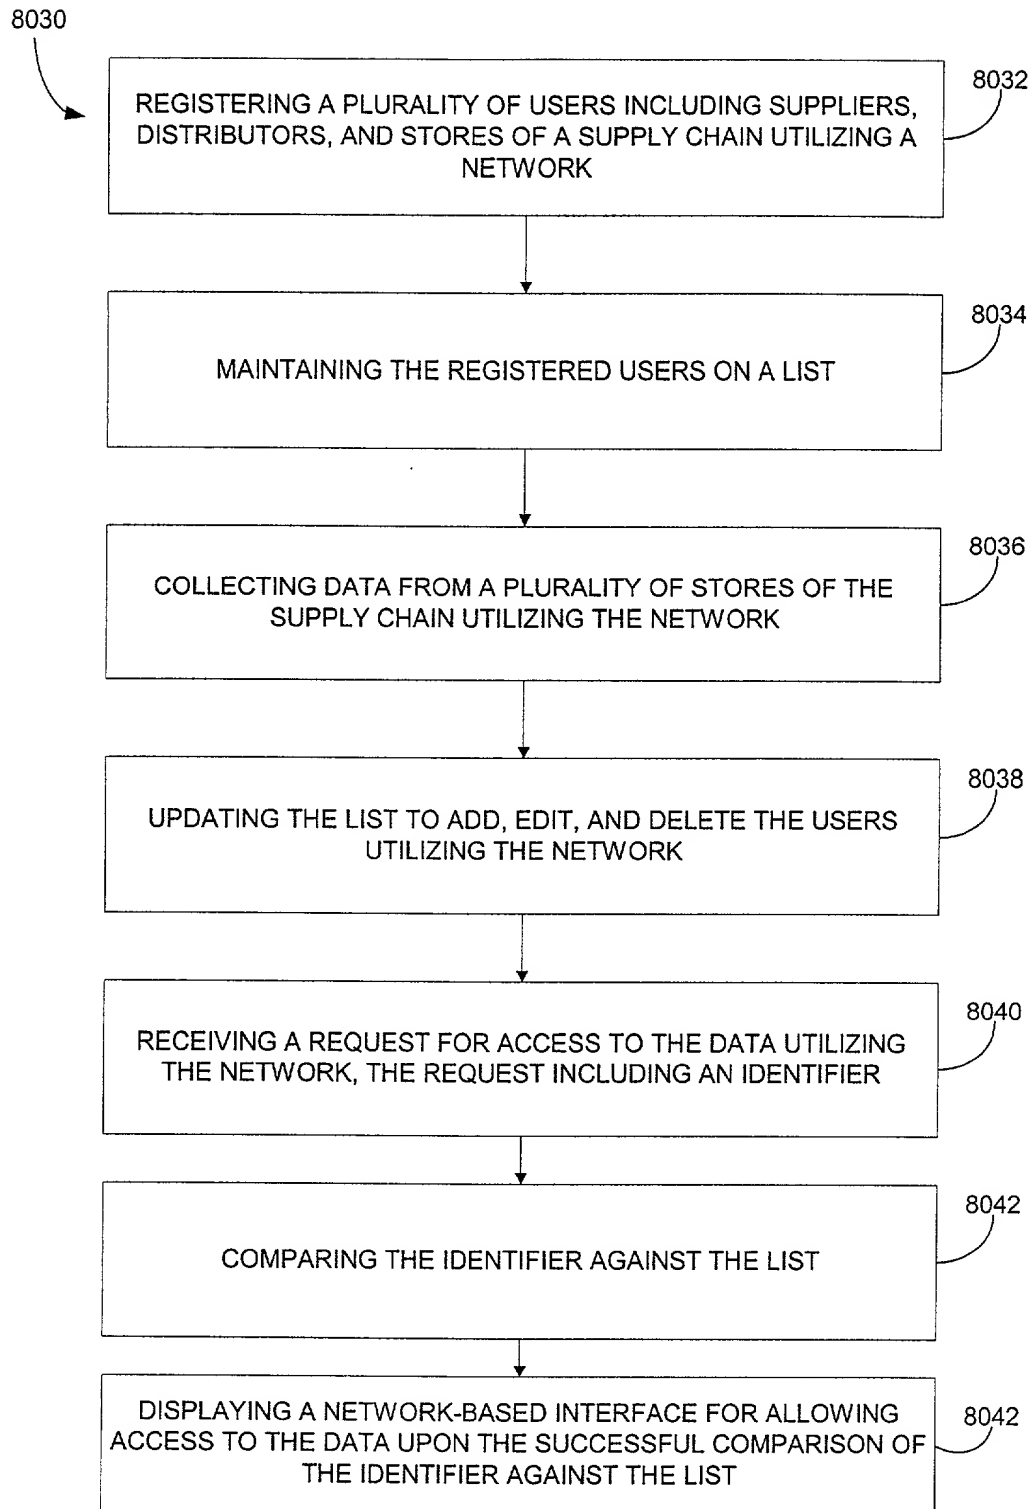 8030
8032
REGISTERING A PLURALITY OF USERS INCLUDING SUPPLIERS,
DISTRIBUTORS, AND STORES OF A SUPPLY CHAIN UTILIZING A
NETWORK
8034
MAINTAINING THE REGISTERED USERS ON A LIST
8036
COLLECTING DATA FROM A PLURALITY OF STORES OF THE
SUPPLY CHAIN UTILIZING THE NETWORK
8038
UPDATING THE LIST TO ADD, EDIT, AND DELETE THE USERS
UTILIZING THE NETWORK
8040
RECEIVING A REQUEST FOR ACCESS TO THE DATA UTILIZING
THE NETWORK, THE REQUEST INCLUDING AN IDENTIFIER
8042
COMPARING THE IDENTIFIER AGAINST THE LIST
8042
DISPLAYING A NETWORK-BASED INTERFACE FOR ALLOWING
ACCESS TO THE DATA UPON THE SUCCESSFUL COMPARISON OF
THE IDENTIFIER AGAINST THE LIST